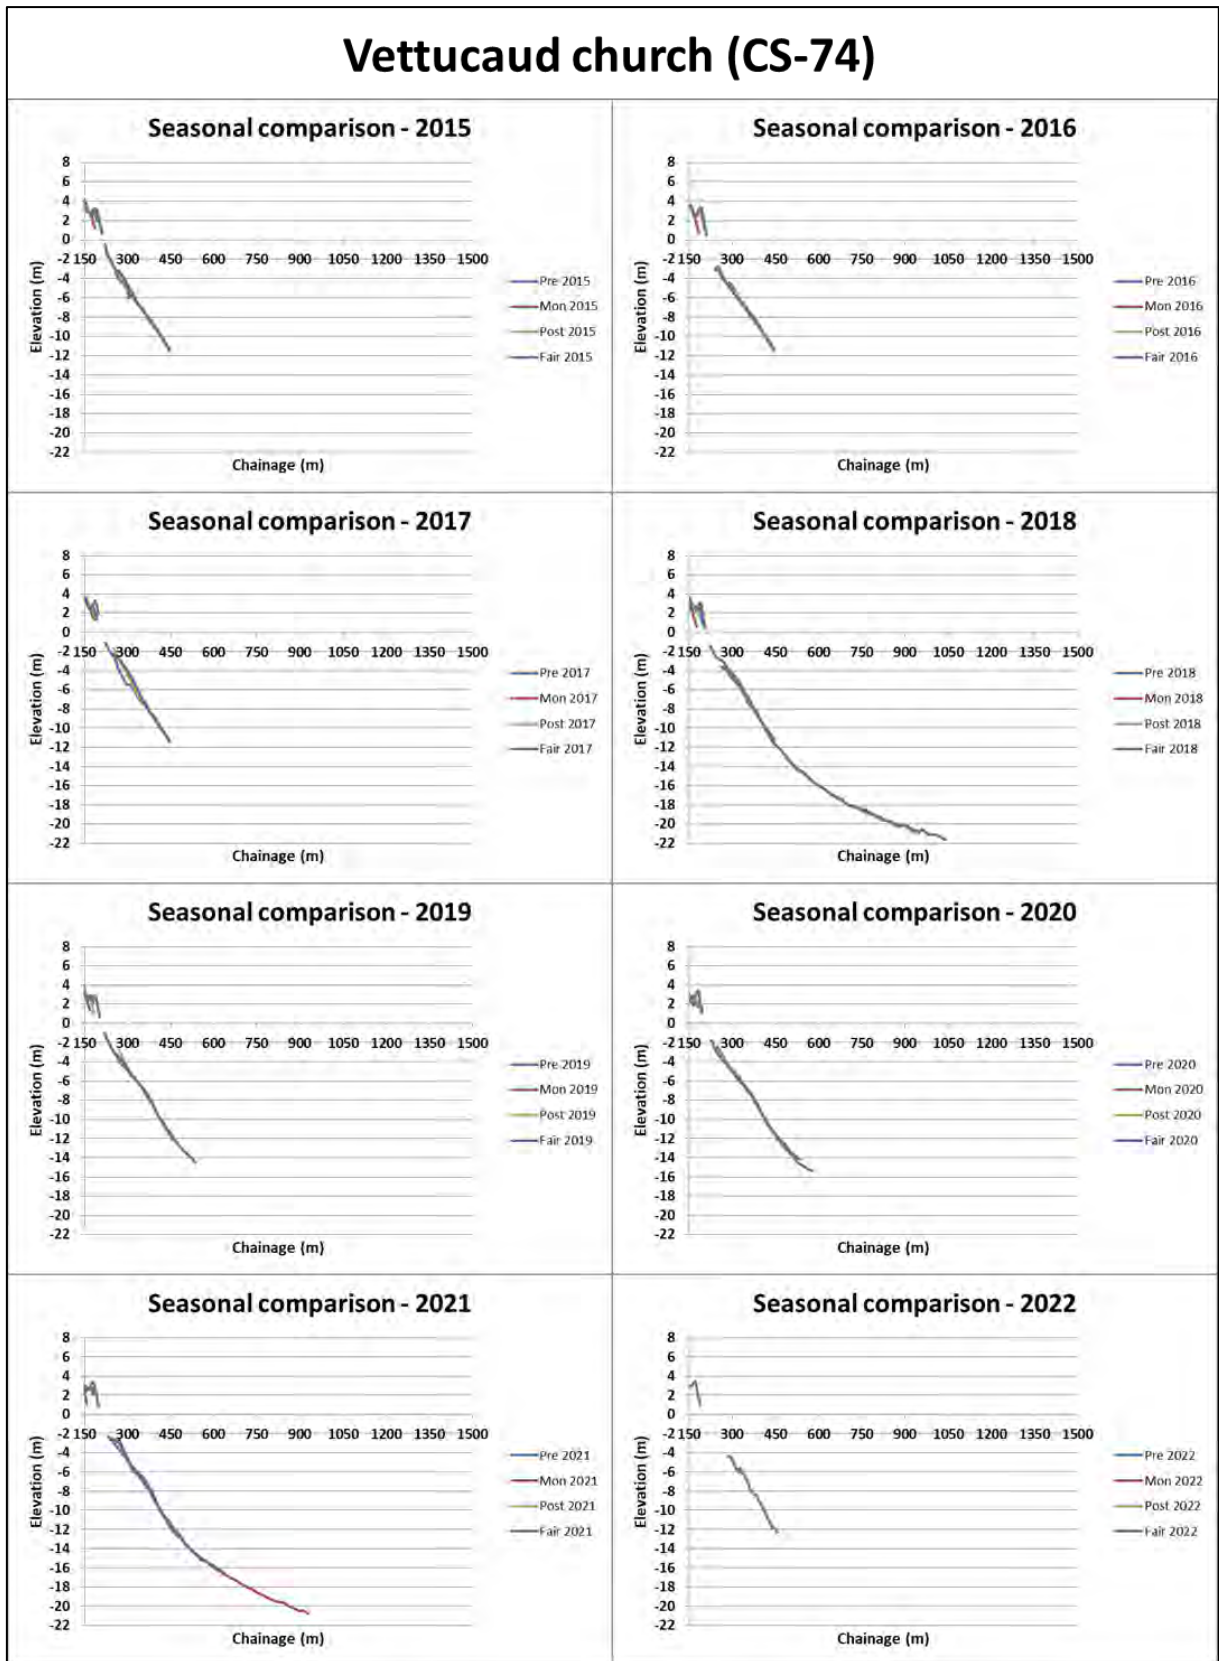 Vettucaud church (CS-74)
Seasonal comparison - 2015
8
6
4
2
0
-2
-4
-6
-8
-10
-12
-14
-16
-18
-20
-22
150 300 450 600 750 900 1050 1200 1350 1500
Elevation (m)
Chainage (m)
Pre 2015
Mon 2015
Post 2015
Fair 2015
Seasonal comparison - 2016
8
6
4
2
0
-2
-4
-6
-8
-10
-12
-14
-16
-18
-20
-22
150 300 450 600 750 900 1050 1200 1350 1500
Elevation (m)
Chainage (m)
Pre 2016
Mon 2016
Post 2016
Fair 2016
Seasonal comparison - 2017
8
6
4
2
0
-2
-4
-6
-8
-10
-12
-14
-16
-18
-20
-22
150 300 450 600 750 900 1050 1200 1350 1500
Elevation (m)
Chainage (m)
Pre 2017
Mon 2017
Post 2017
Fair 2017
Seasonal comparison - 2018
8
6
4
2
0
-2
-4
-6
-8
-10
-12
-14
-16
-18
-20
-22
150 300 450 600 750 900 1050 1200 1350 1500
Elevation (m)
Chainage (m)
Pre 2018
Mon 2018
Post 2018
Fair 2018
Seasonal comparison - 2019
8
6
4
2
0
-2
-4
-6
-8
-10
-12
-14
-16
-18
-20
-22
150 300 450 600 750 900 1050 1200 1350 1500
Elevation (m)
Chainage (m)
Pre 2019
Mon 2019
Post 2019
Fair 2019
Seasonal comparison - 2020
8
6
4
2
0
-2
-4
-6
-8
-10
-12
-14
-16
-18
-20
-22
150 300 450 600 750 900 1050 1200 1350 1500
Elevation (m)
Chainage (m)
Pre 2020
Mon 2020
Post 2020
Fair 2020
Seasonal comparison - 2021
8
6
4
2
0
-2
-4
-6
-8
-10
-12
-14
-16
-18
-20
-22
150 300 450 600 750 900 1050 1200 1350 1500
Elevation (m)
Chainage (m)
Pre 2021
Mon 2021
Post 2021
Fair 2021
Seasonal comparison - 2022
8
6
4
2
0
-2
-4
-6
-8
-10
-12
-14
-16
-18
-20
-22
150 300 450 600 750 900 1050 1200 1350 1500
Elevation (m)
Chainage (m)
Pre 2022
Mon 2022
Post 2022
Fair 2022